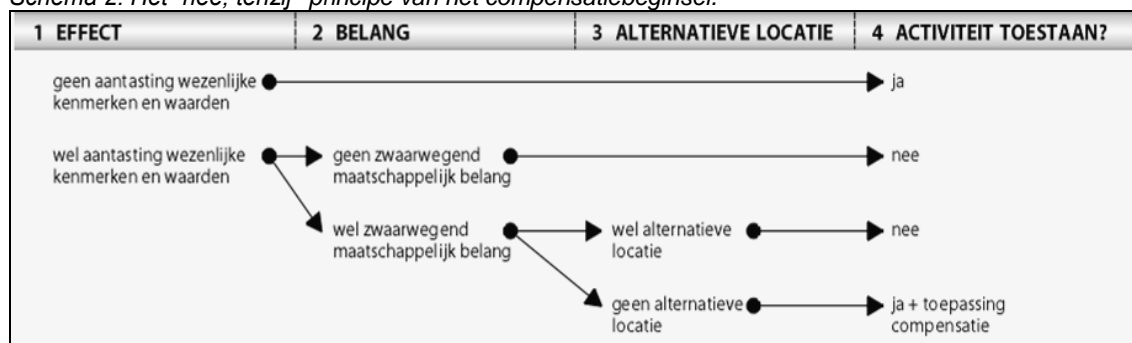 Schema 2: Het 'nee, tenzij' principe van het compensatiebeginsel.
1 EFFECT 2 BELANG 3 ALTERNATIEVE LOCATIE 4 ACTIVITEIT TOESTAAN?
geen aantasting wezenlijke
kenmerken en waarden
ja
wel aantasting wezenlijke
kenmerken en waarden
geen zwaarwegend
maatschappelijk belang
nee
wel zwaarwegend
maatschappelijk belang
wel alternatieve
locatie
nee
geen alternatieve
locatie
ja + toepassing
compensatie